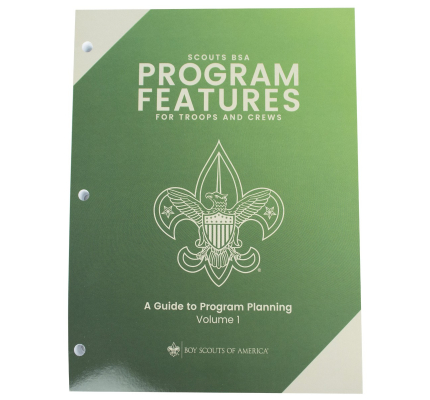 SCOUTS BSA
PROGRAM
FEATURES
FOR TROOPS AND CREWS
®
A Guide to Program Planning
Volume 1
BOY SCOUTS OF AMERICA®